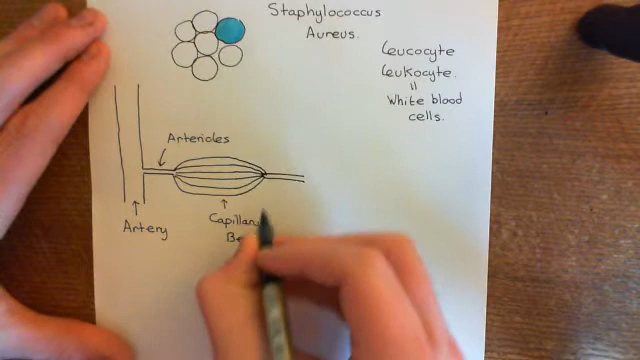 Staphylococcus
Aureus.
Leucocyte
Leukocyte.
=
White blood
cells.
Arterioles
Artery
Capillary